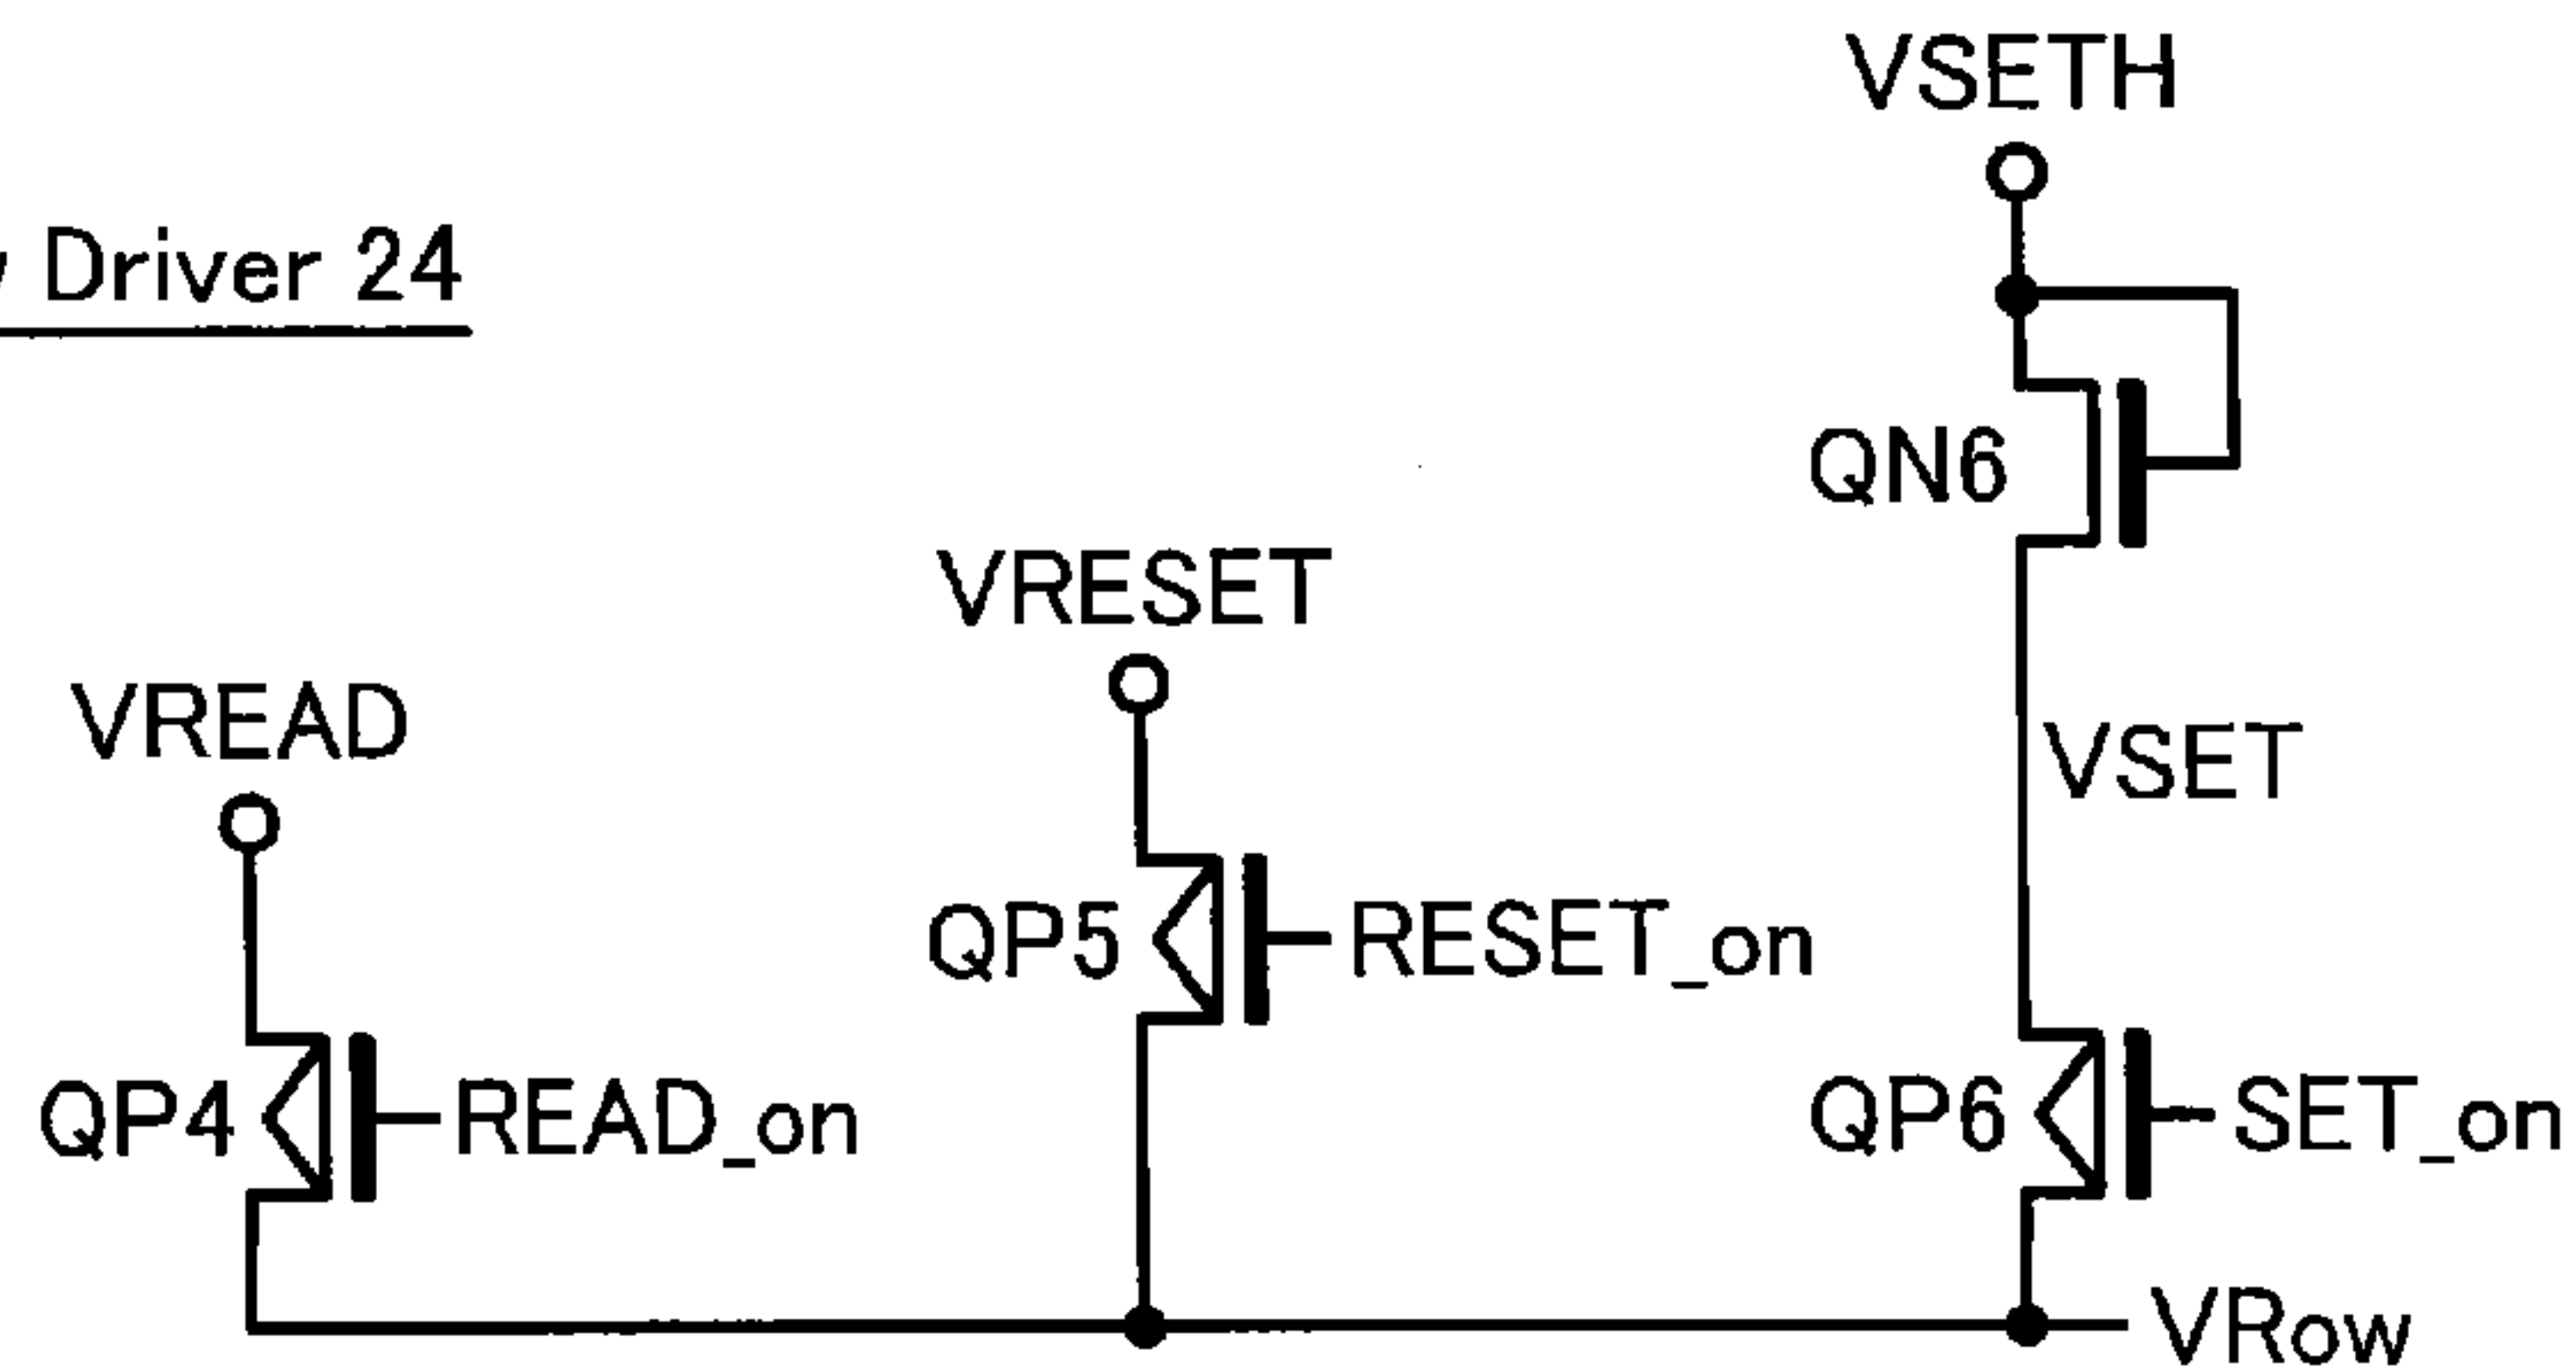 VSETH
Driver 24
QN6
VRESET
VREAD
VSET
QP5
RESET_on
QP4
READ_on
QP6
SET_on
VRow